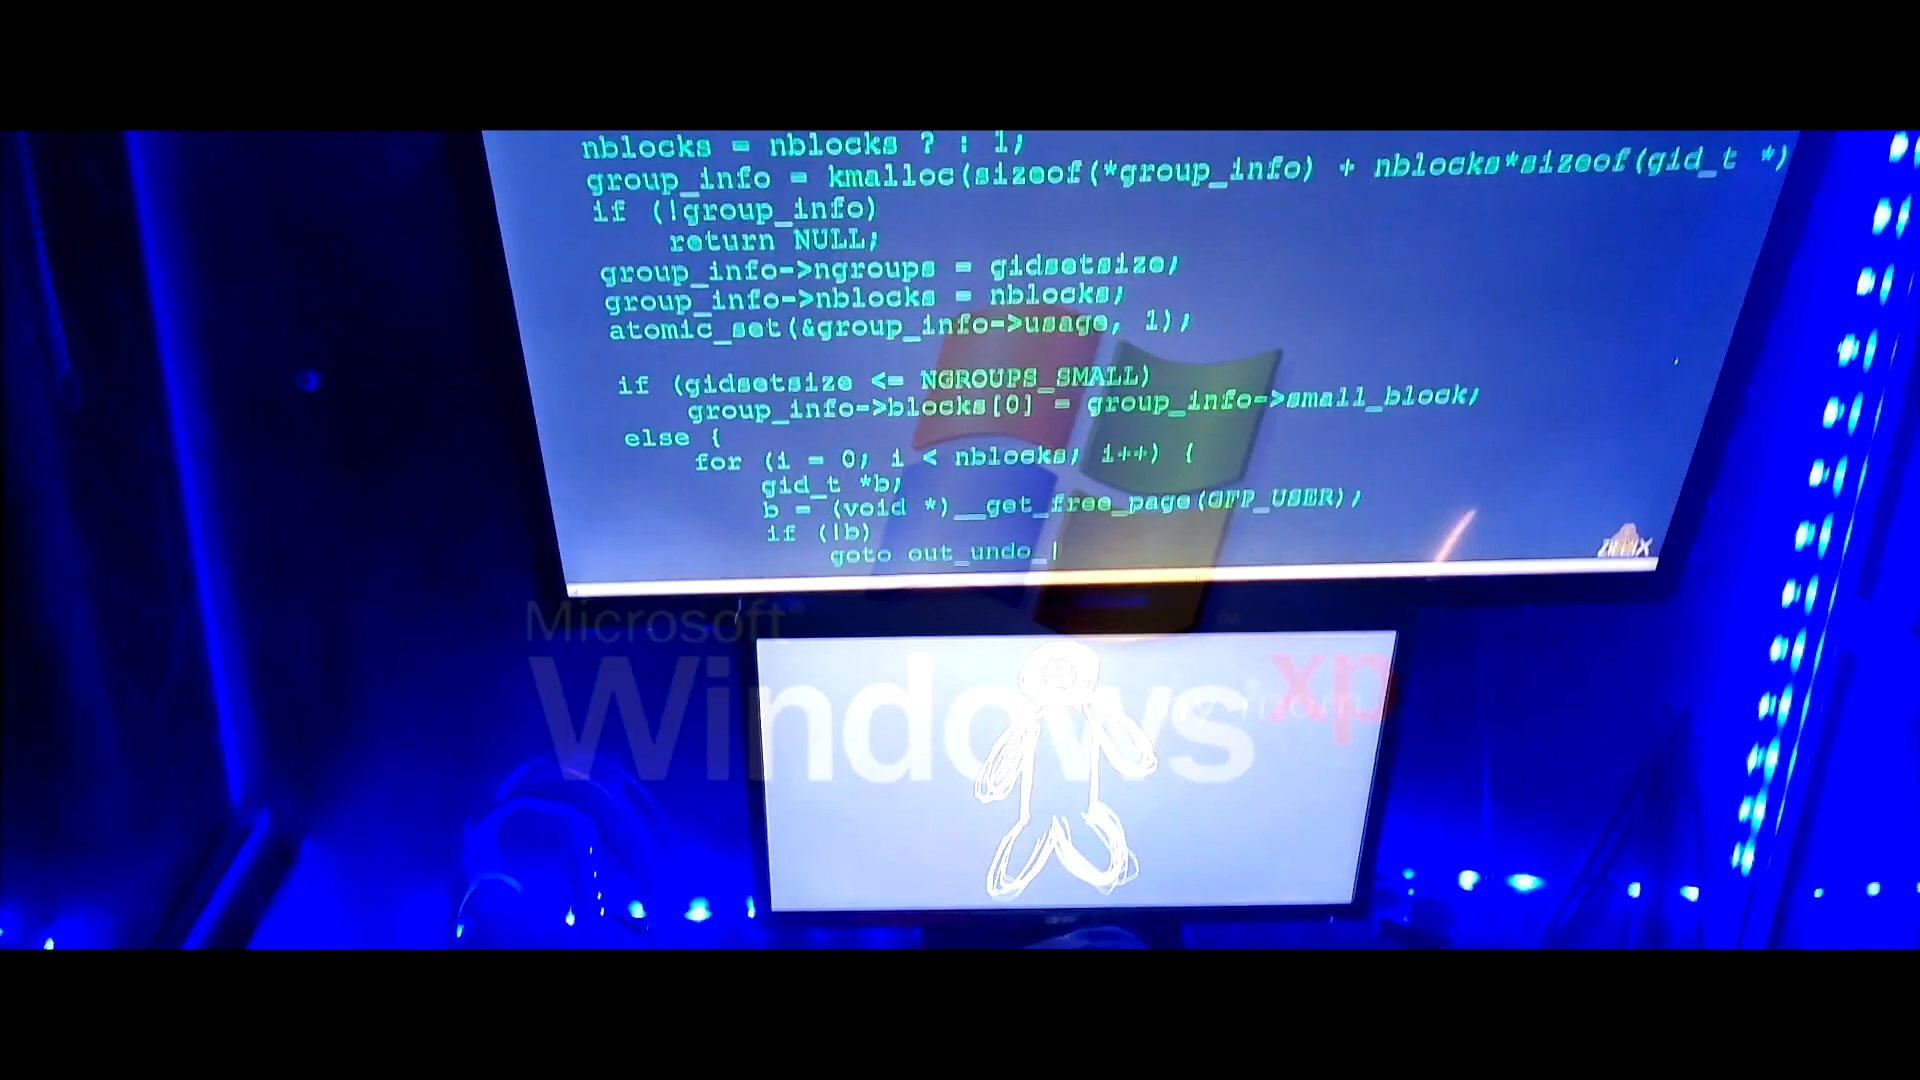 nblocks = nblocks ? : 1;
group_info = kmalloc(sizeof(*group_info) + nblocks*sizeof(gid_t *)
if (!group_info)
return NULL;
group_info->ngroups = gidsetsize;
group_info->nblocks = nblocks;
atomic_set(&group_info->usage, 1);
if (gidsetsize <= NGROUPS_SMALL)
group_info->blocks[0] = group_info->small_block;
else {
for (i = 0; i < nblocks; i++) {
gid_t *b;
b = (void *)__get_free_page(GFP_USER);
if (!b)
goto out_undo_|
Microsoft®
Windows xp
my mom